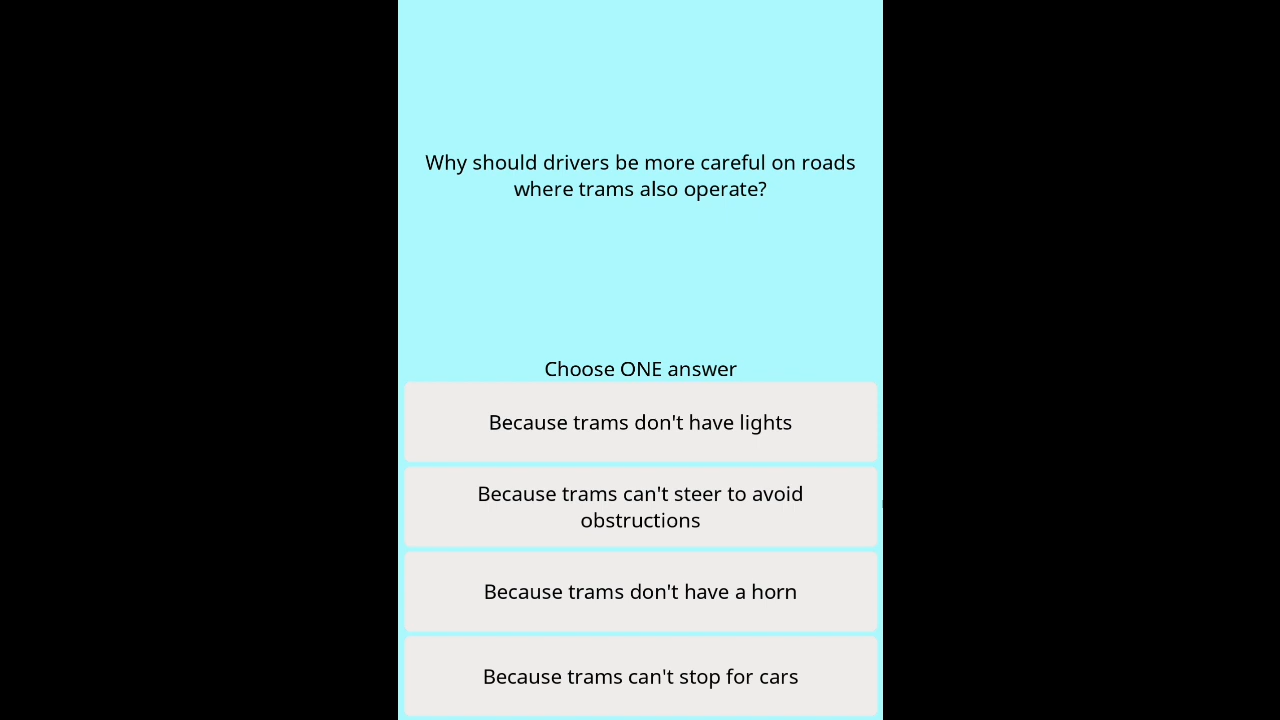 Why should drivers be more careful on roads
where trams also operate?
Choose ONE answer
Because trams don't have lights
Because trams can't steer to avoid
obstructions
Because trams don't have a horn
Because trams can't stop for cars